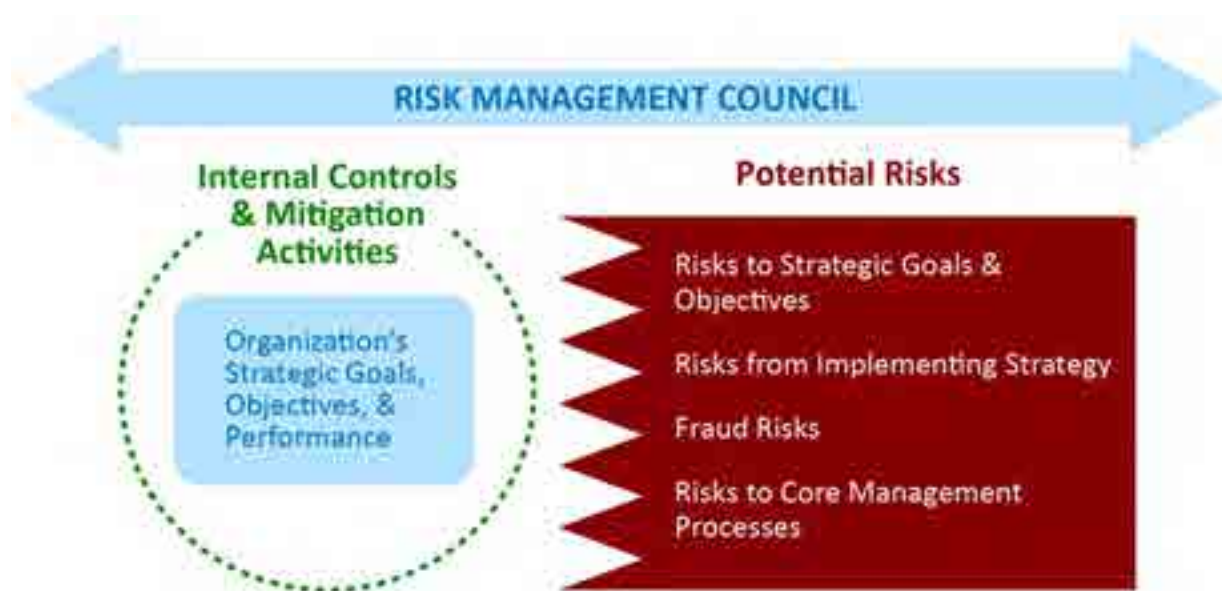 RISK MANAGEMENT COUNCIL
Internal Controls
& Mitigation
Activities
Organization's
Strategic Goals,
Objectives, &
Performance
Potential Risks
Risks to Strategic Goals &
Objectives
Risks from Implementing Strategy
Fraud Risks
Risks to Core Management
Processes